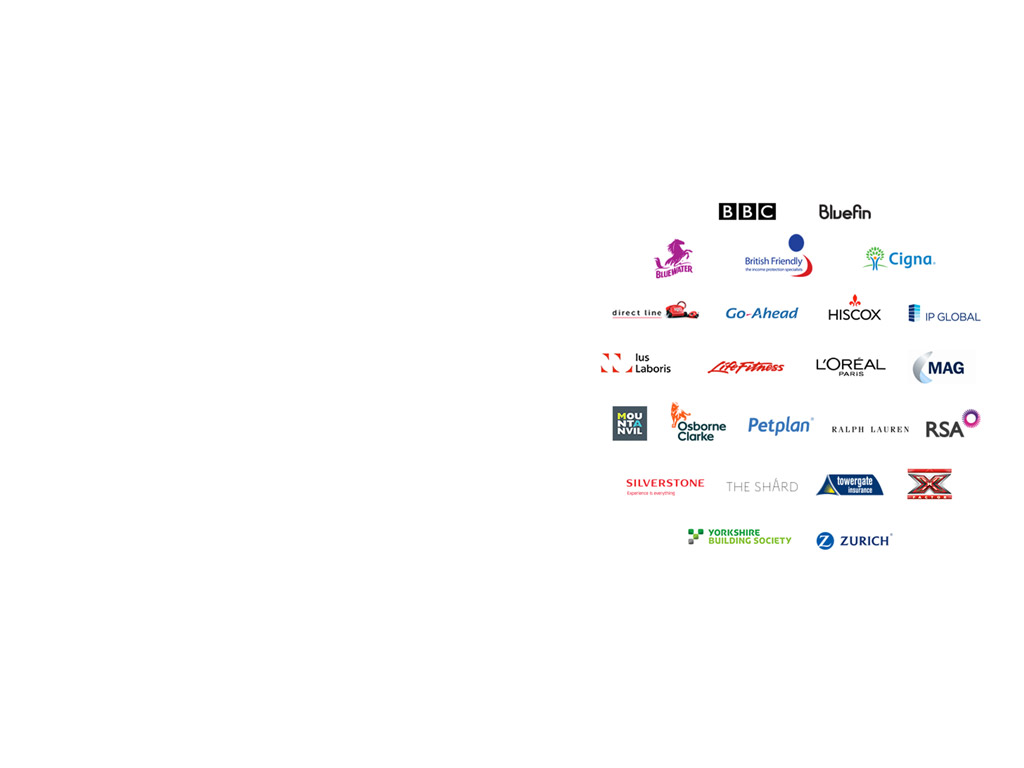 BBC
Bluefin
BLUEWATER
British Friendly
the income protection specialists
Cigna®
direct line
Go-Ahead
HISCOX
IP GLOBAL
Ius
Laboris
LifeFitness
L'ORÉAL
PARIS
MAG
MOU
NTA
NVIL
Osborne
Clarke
Petplan®
RALPH LAUREN
RSA
SILVERSTONE
Experience is everything
THE SHARD
towergate
insurance
X
FACTOR
YORKSHIRE
BUILDING SOCIETY
ZURICH®